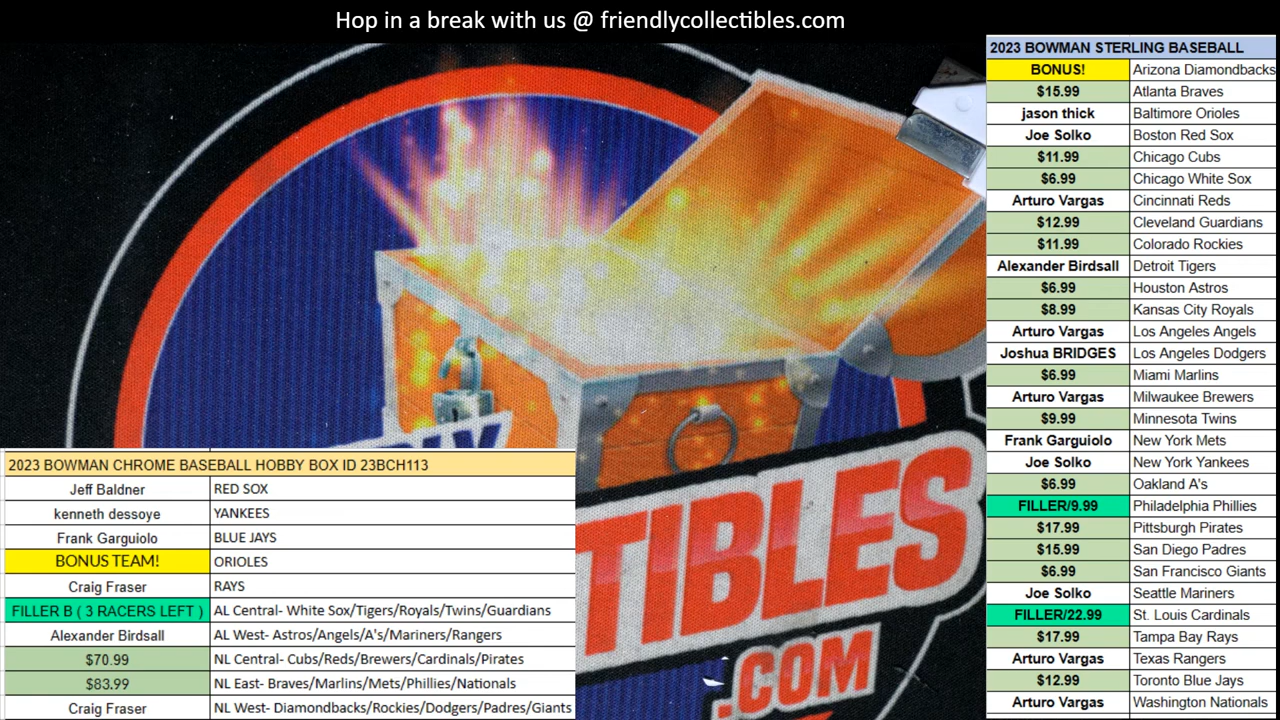 Hop in a break with us @ friendlycollectibles.com
2023 BOWMAN STERLING BASEBALL
BONUS! Arizona Diamondbacks
$15.99 Atlanta Braves
jason thick Baltimore Orioles
Joe Solko Boston Red Sox
$11.99 Chicago Cubs
$6.99 Chicago White Sox
Arturo Vargas Cincinnati Reds
$12.99 Cleveland Guardians
$11.99 Colorado Rockies
Alexander Birdsall Detroit Tigers
$6.99 Houston Astros
$8.99 Kansas City Royals
Arturo Vargas Los Angeles Angels
Joshua BRIDGES Los Angeles Dodgers
$6.99 Miami Marlins
Arturo Vargas Milwaukee Brewers
$9.99 Minnesota Twins
Frank Garguiolo New York Mets
Joe Solko New York Yankees
$6.99 Oakland A's
FILLER/9.99 Philadelphia Phillies
$17.99 Pittsburgh Pirates
$15.99 San Diego Padres
$6.99 San Francisco Giants
Joe Solko Seattle Mariners
FILLER/22.99 St. Louis Cardinals
$17.99 Tampa Bay Rays
Arturo Vargas Texas Rangers
$12.99 Toronto Blue Jays
Arturo Vargas Washington Nationals
2023 BOWMAN CHROME BASEBALL HOBBY BOX ID 23BCH113
Jeff Baldner RED SOX
kenneth dessoye YANKEES
Frank Garguiolo BLUE JAYS
BONUS TEAM! ORIOLES
Craig Fraser RAYS
FILLER B ( 3 RACERS LEFT ) AL Central- White Sox/Tigers/Royals/Twins/Guardians
Alexander Birdsall AL West- Astros/Angels/A's/Mariners/Rangers
$70.99 NL Central- Cubs/Reds/Brewers/Cardinals/Pirates
$83.99 NL East- Braves/Marlins/Mets/Phillies/Nationals
Craig Fraser NL West- Diamondbacks/Rockies/Dodgers/Padres/Giants
TIBLES
.COM